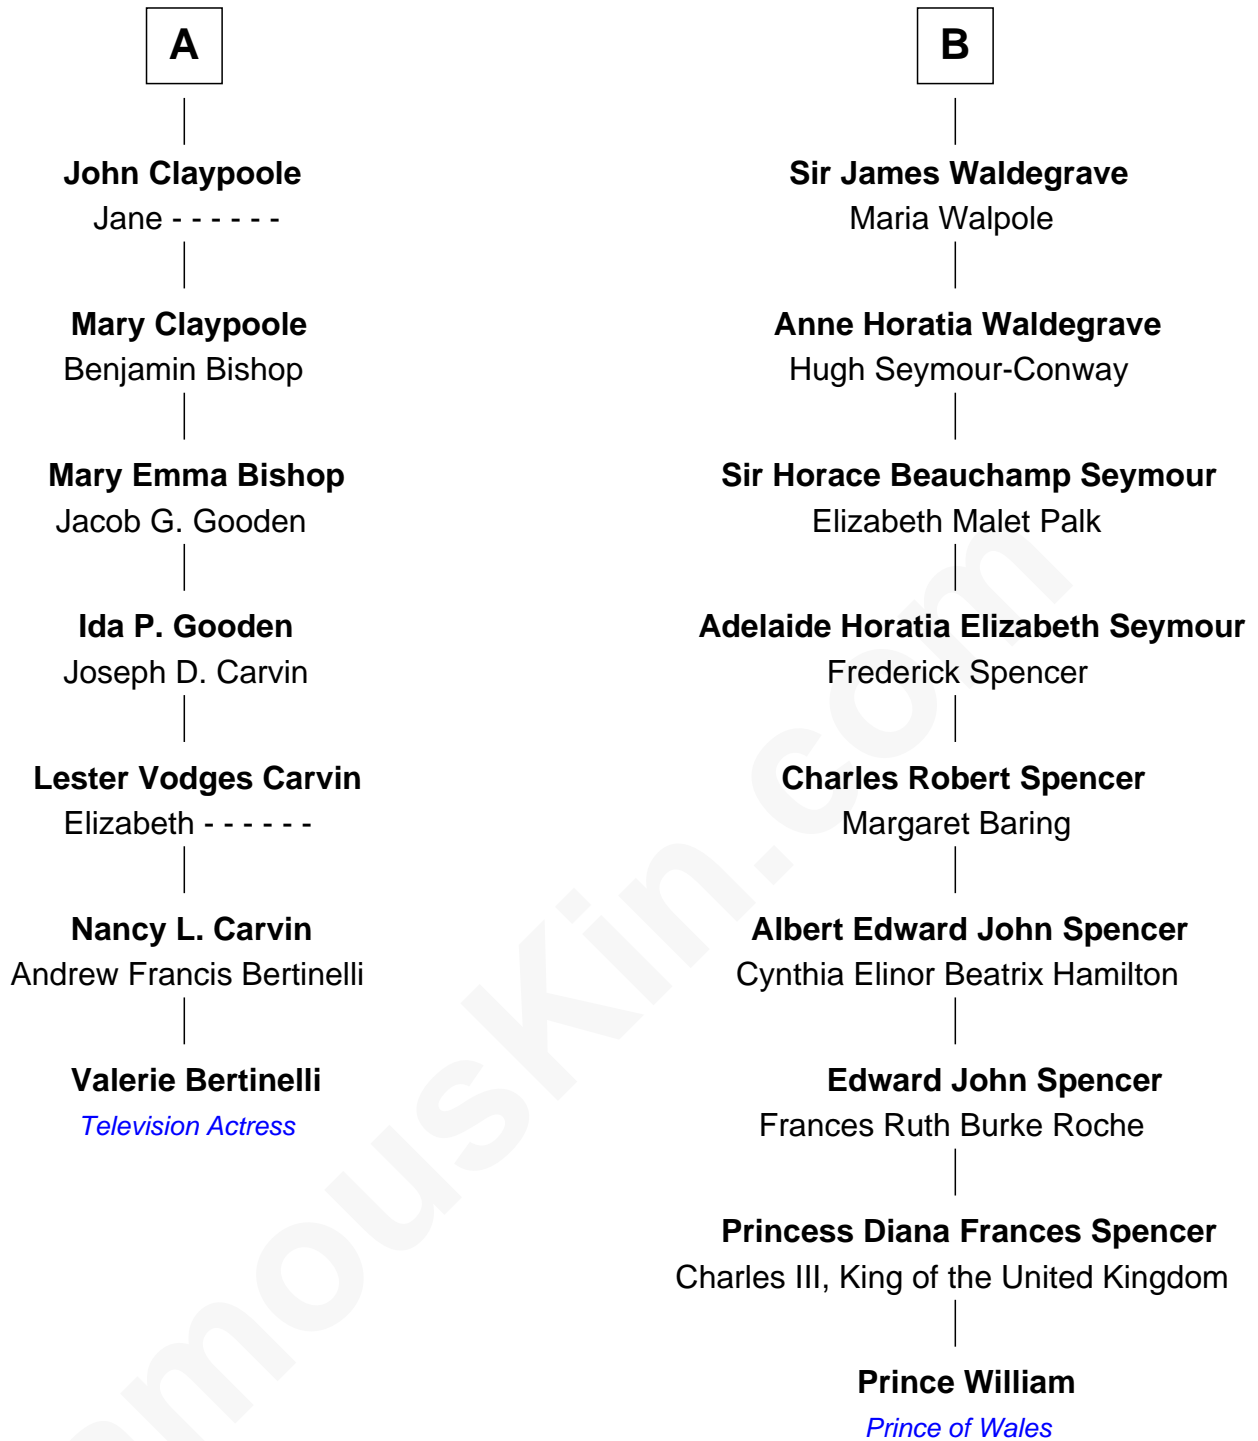 A
John Claypoole
Jane - - - - - -
Mary Claypoole
Benjamin Bishop
Mary Emma Bishop
Jacob G. Gooden
Ida P. Gooden
Joseph D. Carvin
Lester Vodges Carvin
Elizabeth - - - - - -
Nancy L. Carvin
Andrew Francis Bertinelli
Valerie Bertinelli
Television Actress
B
Sir James Waldegrave
Maria Walpole
Anne Horatia Waldegrave
Hugh Seymour-Conway
Sir Horace Beauchamp Seymour
Elizabeth Malet Palk
Adelaide Horatia Elizabeth Seymour
Frederick Spencer
Charles Robert Spencer
Margaret Baring
Albert Edward John Spencer
Cynthia Elinor Beatrix Hamilton
Edward John Spencer
Frances Ruth Burke Roche
Princess Diana Frances Spencer
Charles III, King of the United Kingdom
Prince William
Prince of Wales
mousKin.com